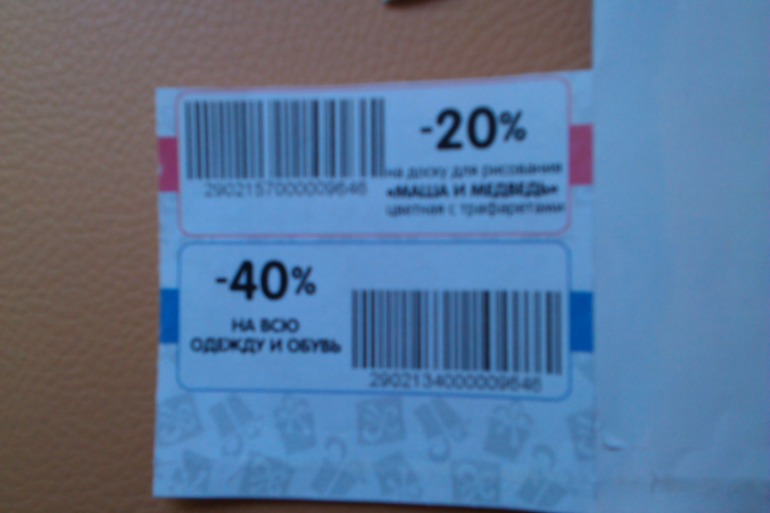 -20%
на доску для рисования
«МАША И МЕДВЕДЬ»
цветная с трафаретами
2902157000009646
-40%
НА ВСЮ
ОДЕЖДУ И ОБУВЬ
2902134000009646